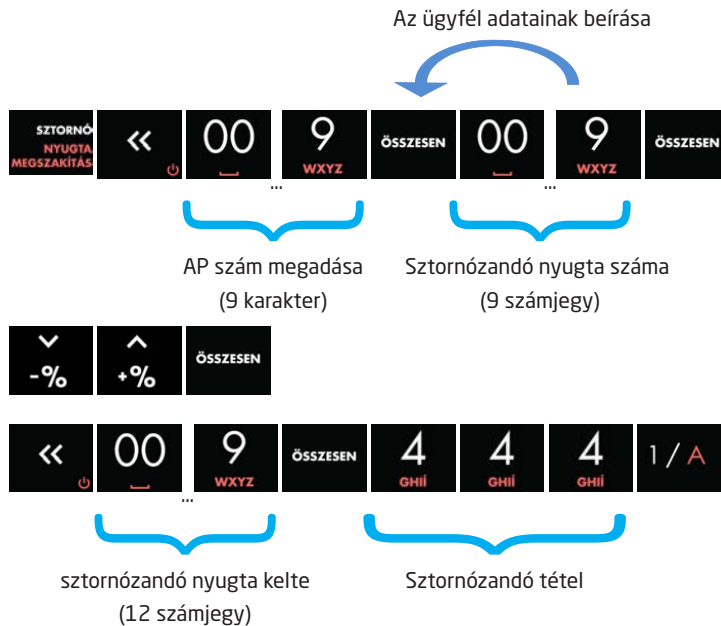 Az ügyfél adatainak beírása
SZTORNÓ NYUGTA MEGSZAKÍTÁS « 00 9 WXYZ ÖSSZESEN 00 9 WXYZ ÖSSZESEN
... ...
AP szám megadása Sztornózandó nyugta száma
(9 karakter) (9 számjegy)
-% +% ÖSSZESEN
« 00 9 WXYZ ÖSSZESEN 4 GHIÍ 4 GHIÍ 4 GHIÍ 1 / A
...
sztornózandó nyugta kelte Sztornózandó tétel
(12 számjegy)